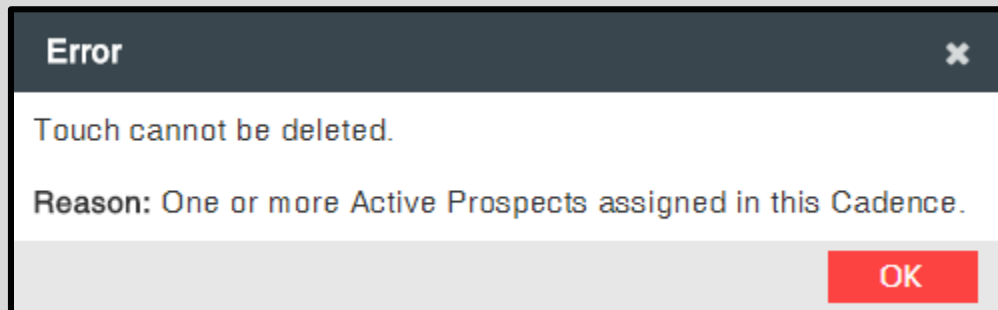 Error
Touch cannot be deleted.
Reason: One or more Active Prospects assigned in this Cadence.
OK